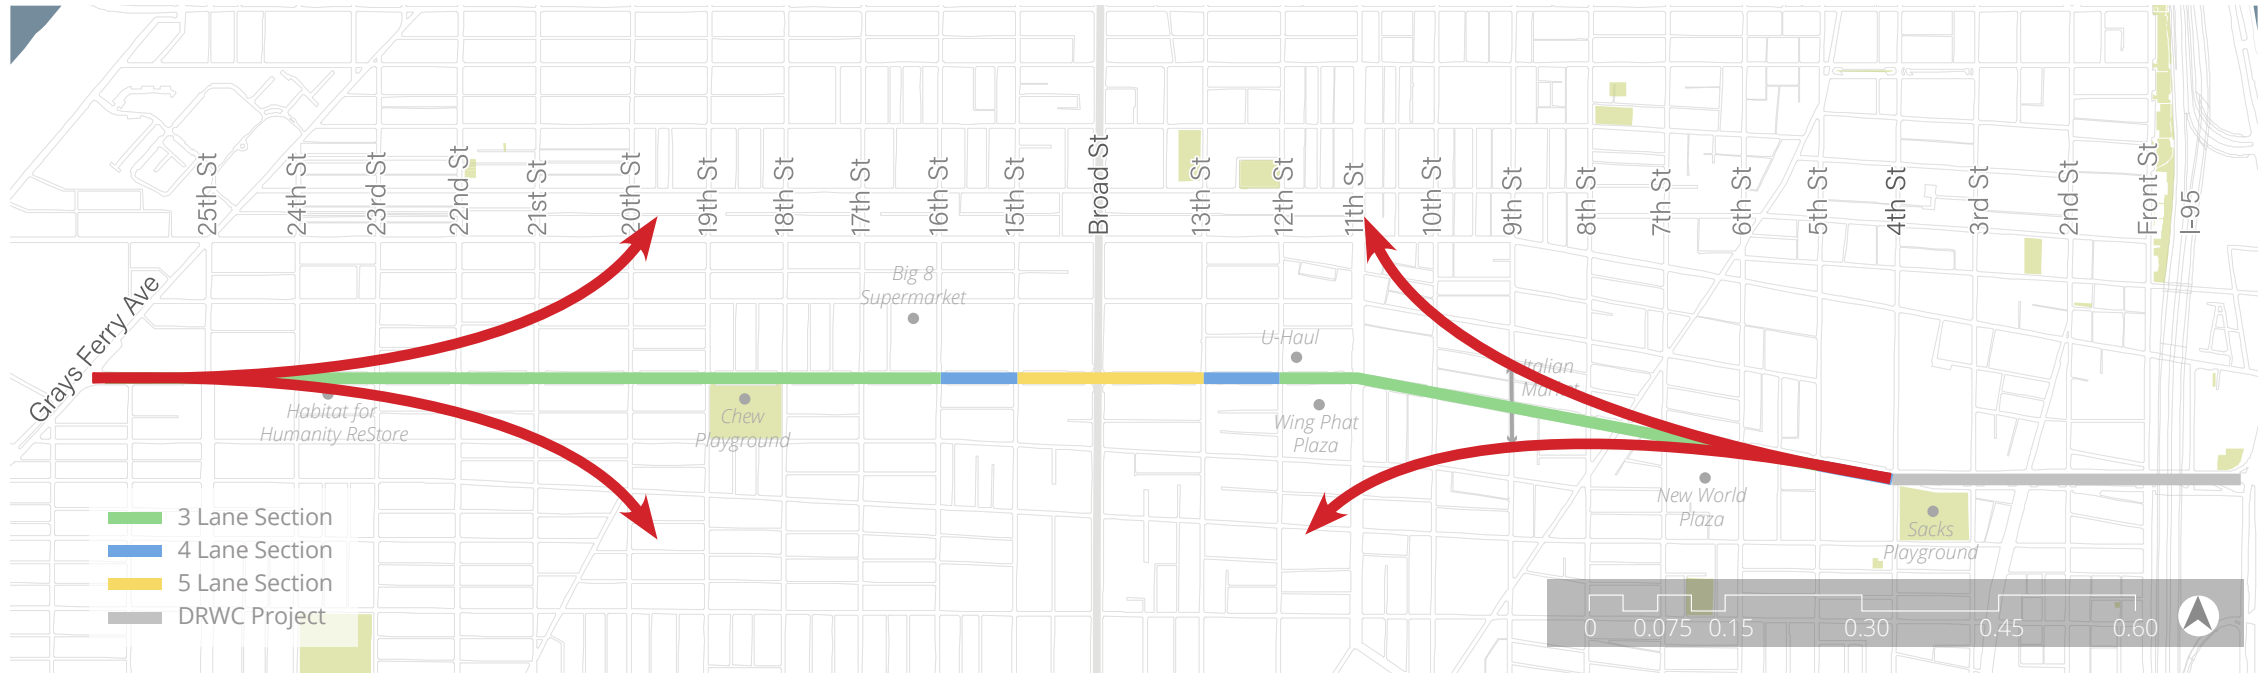 25th St
24th St
23rd St
22nd St
21st St
20th St
19th St
18th St
17th St
16th St
15th St
Broad St
13th St
12th St
11th St
10th St
9th St
8th St
7th St
6th St
5th St
4th St
3rd St
2nd St
Front St
I-95
Grays Ferry Ave
Big 8
Supermarket
U-Haul
Italian
Market
Habitat for
Humanity ReStore
Chew
Playground
Wing Phat
Plaza
New World
Plaza
Sacks
Playground
3 Lane Section
4 Lane Section
5 Lane Section
DRWC Project
0 0.075 0.15 0.30 0.45 0.60